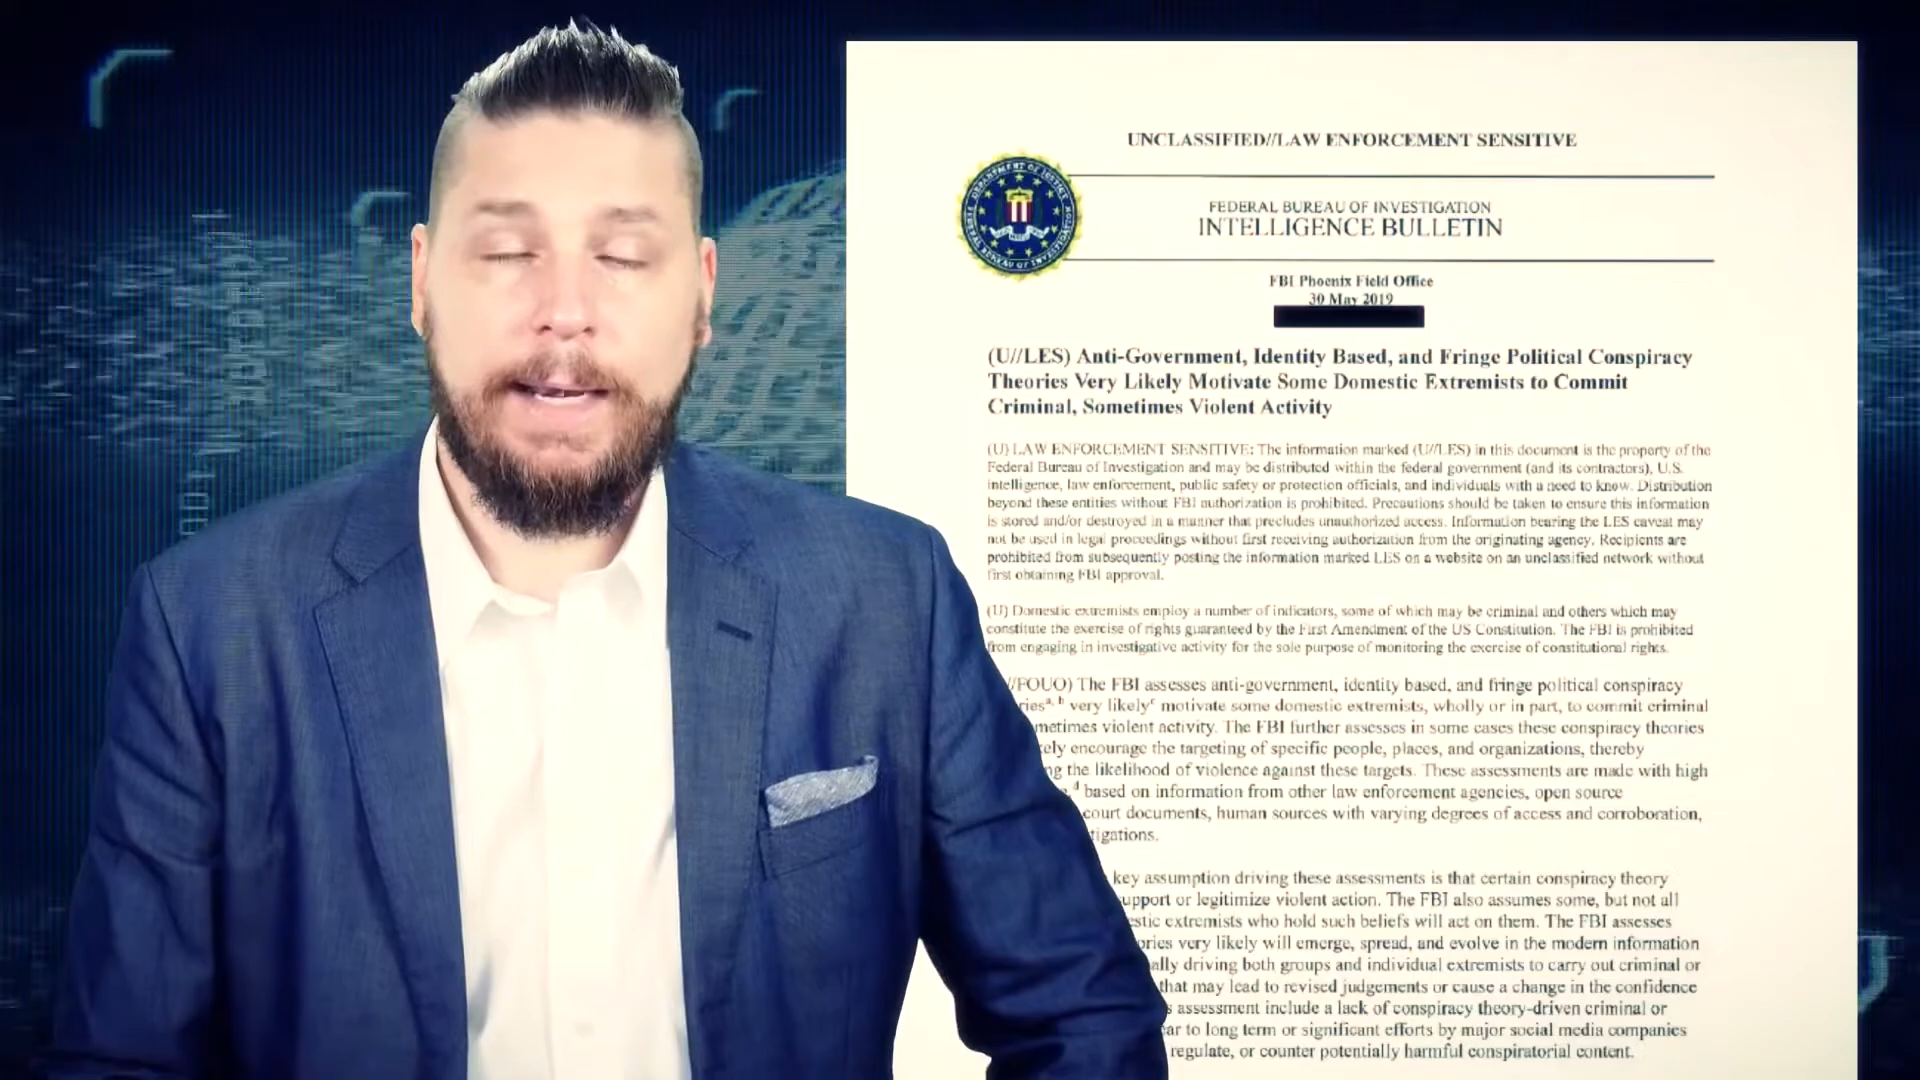 UNCLASSIFIED//LAW ENFORCEMENT SENSITIVE
FEDERAL BUREAU OF INVESTIGATION
INTELLIGENCE BULLETIN
FBI Phoenix Field Office
30 May 2019
(U//LES) Anti-Government, Identity Based, and Fringe Political Conspiracy
Theories Very Likely Motivate Some Domestic Extremists to Commit
Criminal, Sometimes Violent Activity
(U) LAW ENFORCEMENT SENSITIVE: The information marked (U//LES) in this document is the property of the
Federal Bureau of Investigation and may be distributed within the federal government (and its contractors), U.S.
intelligence, law enforcement, public safety or protection officials, and individuals with a need to know. Distribution
beyond these entities without FBI authorization is prohibited. Precautions should be taken to ensure this information
is stored and/or destroyed in a manner that precludes unauthorized access. Information bearing the LES caveat may
not be used in legal proceedings without first receiving authorization from the originating agency. Recipients are
prohibited from subsequently posting the information marked LES on a website on an unclassified network without
first obtaining FBI approval.
(U) Domestic extremists employ a number of indicators, some of which may be criminal and others which may
constitute the exercise of rights guaranteed by the First Amendment of the US Constitution. The FBI is prohibited
from engaging in investigative activity for the sole purpose of monitoring the exercise of constitutional rights.
/FOUO) The FBI assesses anti-government, identity based, and fringe political conspiracy
ries a, b very likely c motivate some domestic extremists, wholly or in part, to commit criminal
metimes violent activity. The FBI further assesses in some cases these conspiracy theories
ely encourage the targeting of specific people, places, and organizations, thereby
ng the likelihood of violence against these targets. These assessments are made with high
d based on information from other law enforcement agencies, open source
court documents, human sources with varying degrees of access and corroboration,
tigations.
key assumption driving these assessments is that certain conspiracy theory
upport or legitimize violent action. The FBI also assumes some, but not all
estic extremists who hold such beliefs will act on them. The FBI assesses
ories very likely will emerge, spread, and evolve in the modern information
ally driving both groups and individual extremists to carry out criminal or
that may lead to revised judgements or cause a change in the confidence
s assessment include a lack of conspiracy theory-driven criminal or
ar to long term or significant efforts by major social media companies
regulate, or counter potentially harmful conspiratorial content.